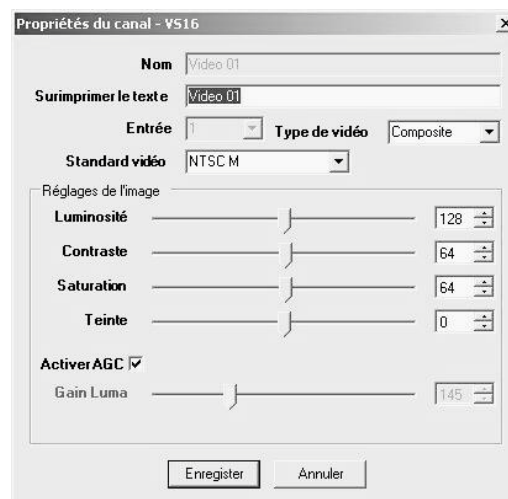 Propriétés du canal - VS16
Nom Video 01
Surimprimer le texte Video 01
Entrée 1 Type de vidéo Composite
Standard vidéo NTSC M
Réglages de l'image
Luminosité 128
Contraste 64
Saturation 64
Teinte 0
Activer AGC
Gain Luma 145
Enregister Annuler